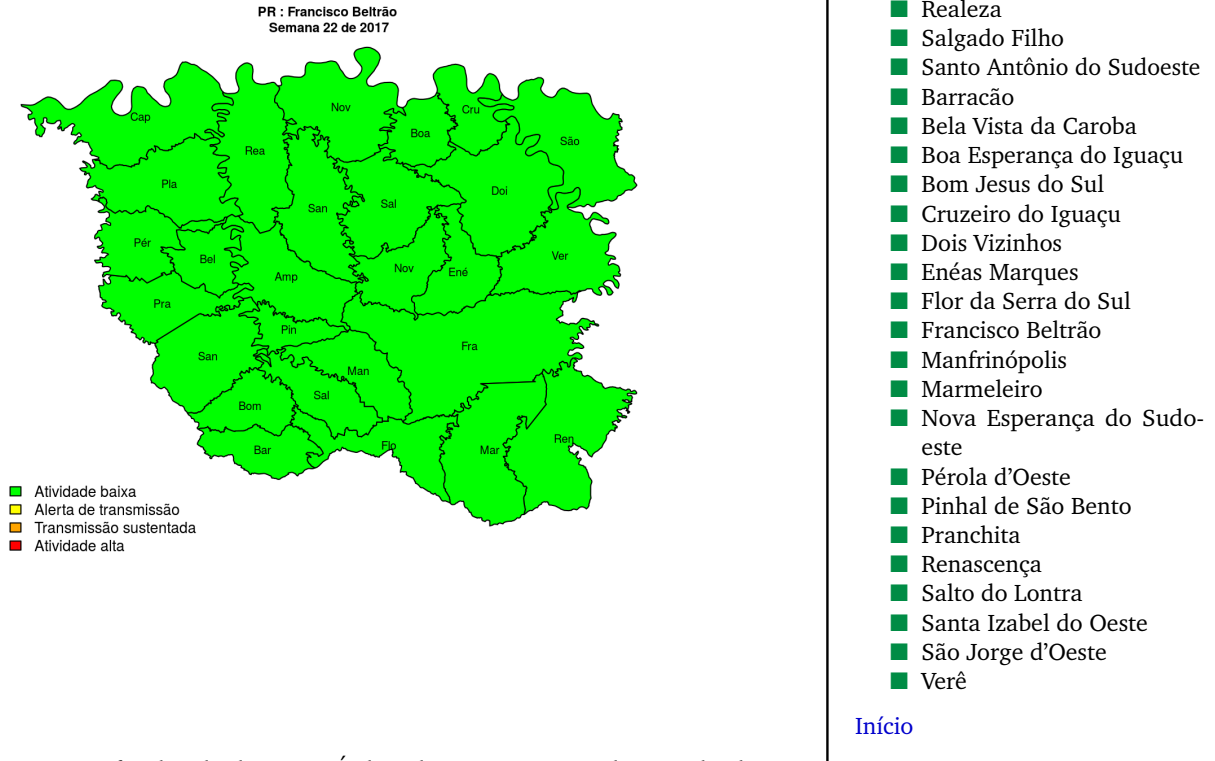 PR : Francisco Beltrão
Semana 22 de 2017
Nov
Cap
Cru
Boa
São
Rea
Pla
Doi
San
Sal
Pér
Bel
Ver
Nov
Ené
Amp
Pra
Pin
Fra
San
Man
Sal
Bom
Flo
Ren
Bar
Mar
Atividade baixa
Alerta de transmissão
Transmissão sustentada
Atividade alta
Realeza
Salgado Filho
Santo Antônio do Sudoeste
Barracão
Bela Vista da Caroba
Boa Esperança do Iguaçu
Bom Jesus do Sul
Cruzeiro do Iguaçu
Dois Vizinhos
Enéas Marques
Flor da Serra do Sul
Francisco Beltrão
Manfrinópolis
Marmeleiro
Nova Esperança do Sudo-
este
Pérola d'Oeste
Pinhal de São Bento
Pranchita
Renascença
Salto do Lontra
Santa Izabel do Oeste
São Jorge d'Oeste
Verê
Início